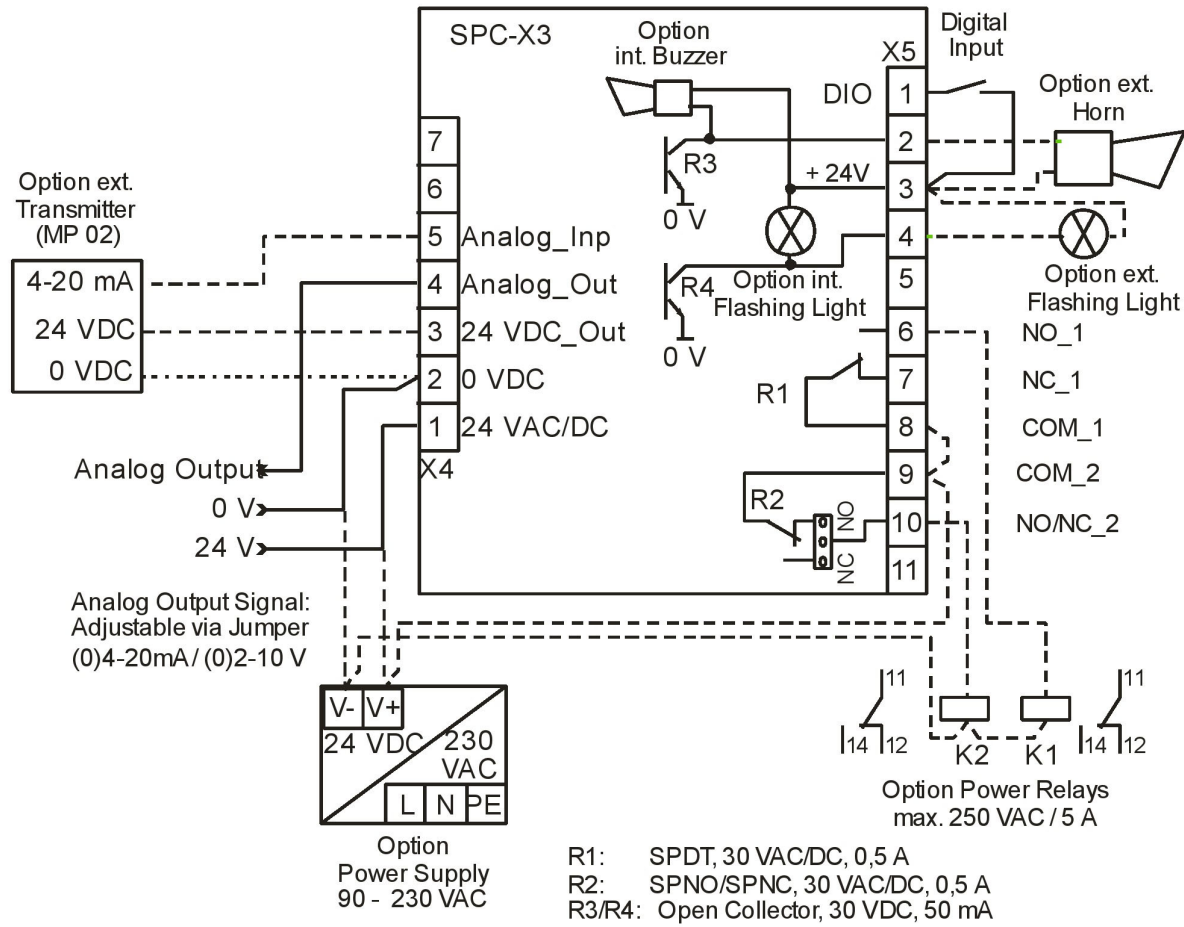 SPC-X3
Option
int. Buzzer
X5
Digital
Input
DIO
1
Option ext.
Horn
7
2
R3
6
+ 24V
3
0 V
Option ext.
Transmitter
(MP 02)
5
Analog_Inp
4
4-20 mA
4
Analog_Out
R4
Option int.
Flashing Light
5
Option ext.
Flashing Light
24 VDC
3
24 VDC_Out
0 V
6
NO_1
0 VDC
2
0 VDC
R1
7
NC_1
1
24 VAC/DC
8
COM_1
Analog Output
X4
9
COM_2
0 V
R2
NO
10
NO/NC_2
24 V
NC
11
Analog Output Signal:
Adjustable via Jumper
(0)4-20mA / (0)2-10 V
V-
V+
24 VDC
230
VAC
L
N
PE
Option
Power Supply
90 - 230 VAC
11
14
12
K2
K1
11
14
12
Option Power Relays
max. 250 VAC / 5 A
R1: SPDT, 30 VAC/DC, 0,5 A
R2: SPNO/SPNC, 30 VAC/DC, 0,5 A
R3/R4: Open Collector, 30 VDC, 50 mA